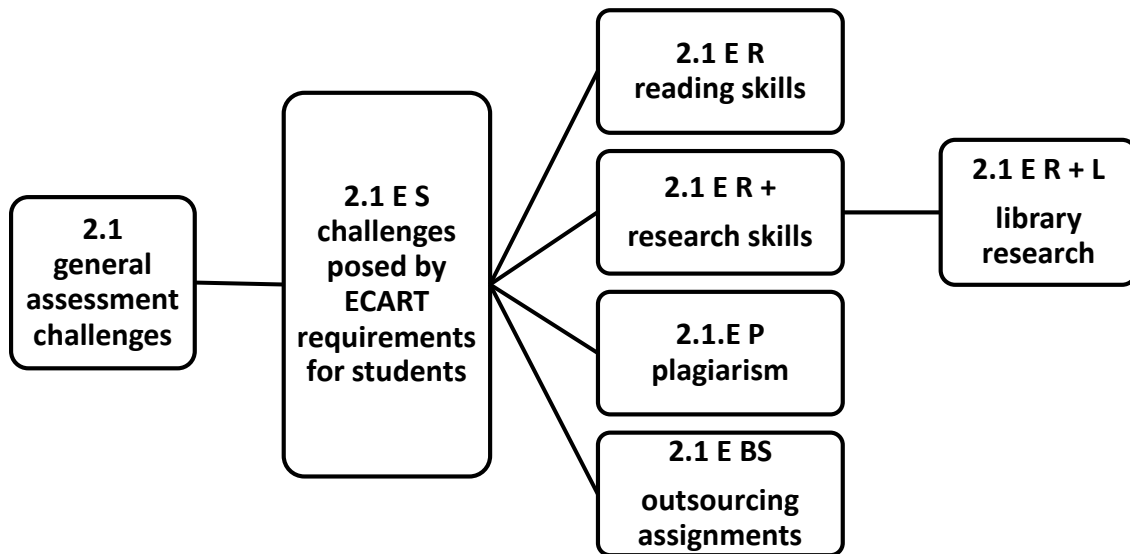 2.1
general
assessment
challenges
2.1 E S
challenges
posed by
ECART
requirements
for students
2.1 E R
reading skills
2.1 E R +
research skills
2.1.E P
plagiarism
2.1 E BS
outsourcing
assignments
2.1 E R + L
library
research